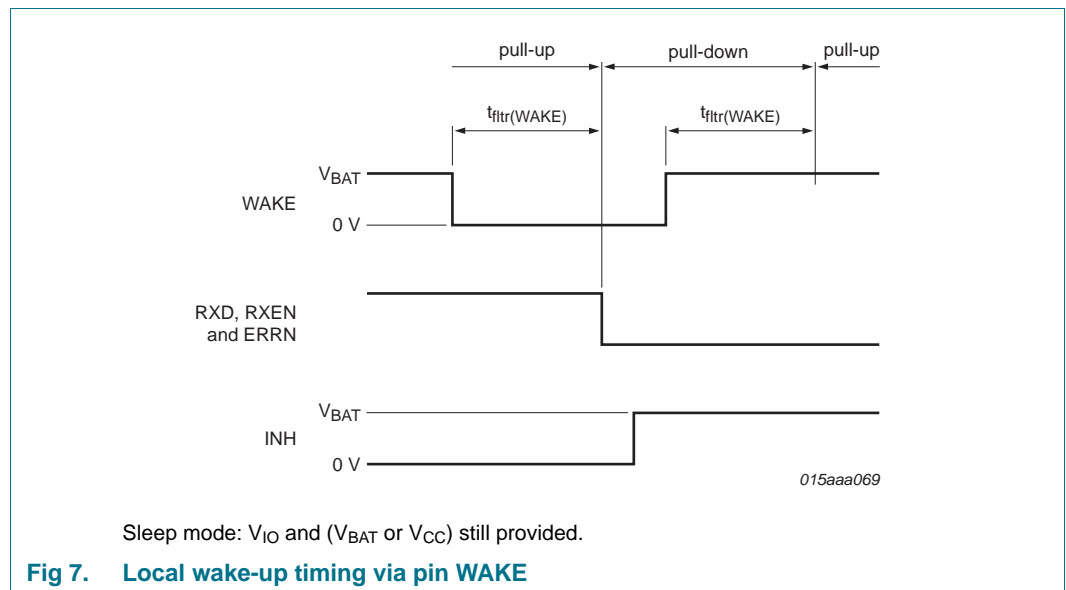 pull-up pull-down pull-up
tfltr(WAKE) tfltr(WAKE)
VBAT
WAKE
0 V
RXD, RXEN
and ERRN
VBAT
INH
0 V
015aaa069
Sleep mode: VIO and (VBAT or VCC) still provided.
Fig 7. Local wake-up timing via pin WAKE